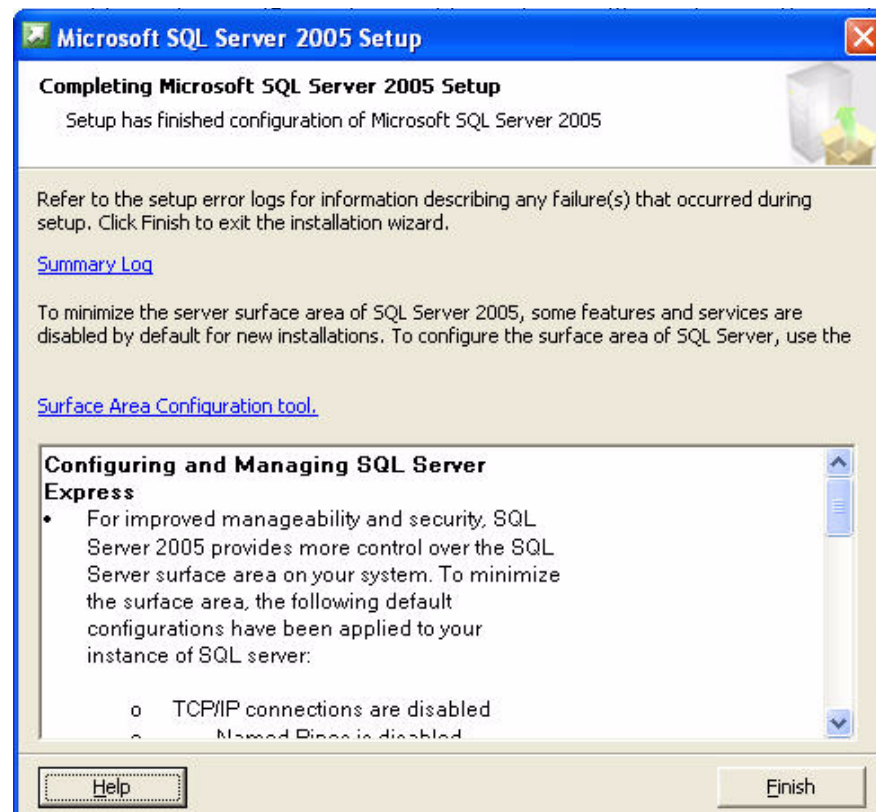 Microsoft SQL Server 2005 Setup
Completing Microsoft SQL Server 2005 Setup
Setup has finished configuration of Microsoft SQL Server 2005
Refer to the setup error logs for information describing any failure(s) that occurred during
setup. Click Finish to exit the installation wizard.
Summary Log
To minimize the server surface area of SQL Server 2005, some features and services are
disabled by default for new installations. To configure the surface area of SQL Server, use the
Surface Area Configuration tool.
Configuring and Managing SQL Server
Express
• For improved manageability and security, SQL
Server 2005 provides more control over the SQL
Server surface area on your system. To minimize
the surface area, the following default
configurations have been applied to your
instance of SQL server:
o TCP/IP connections are disabled
o Named Pipes is disabled
Help
Finish